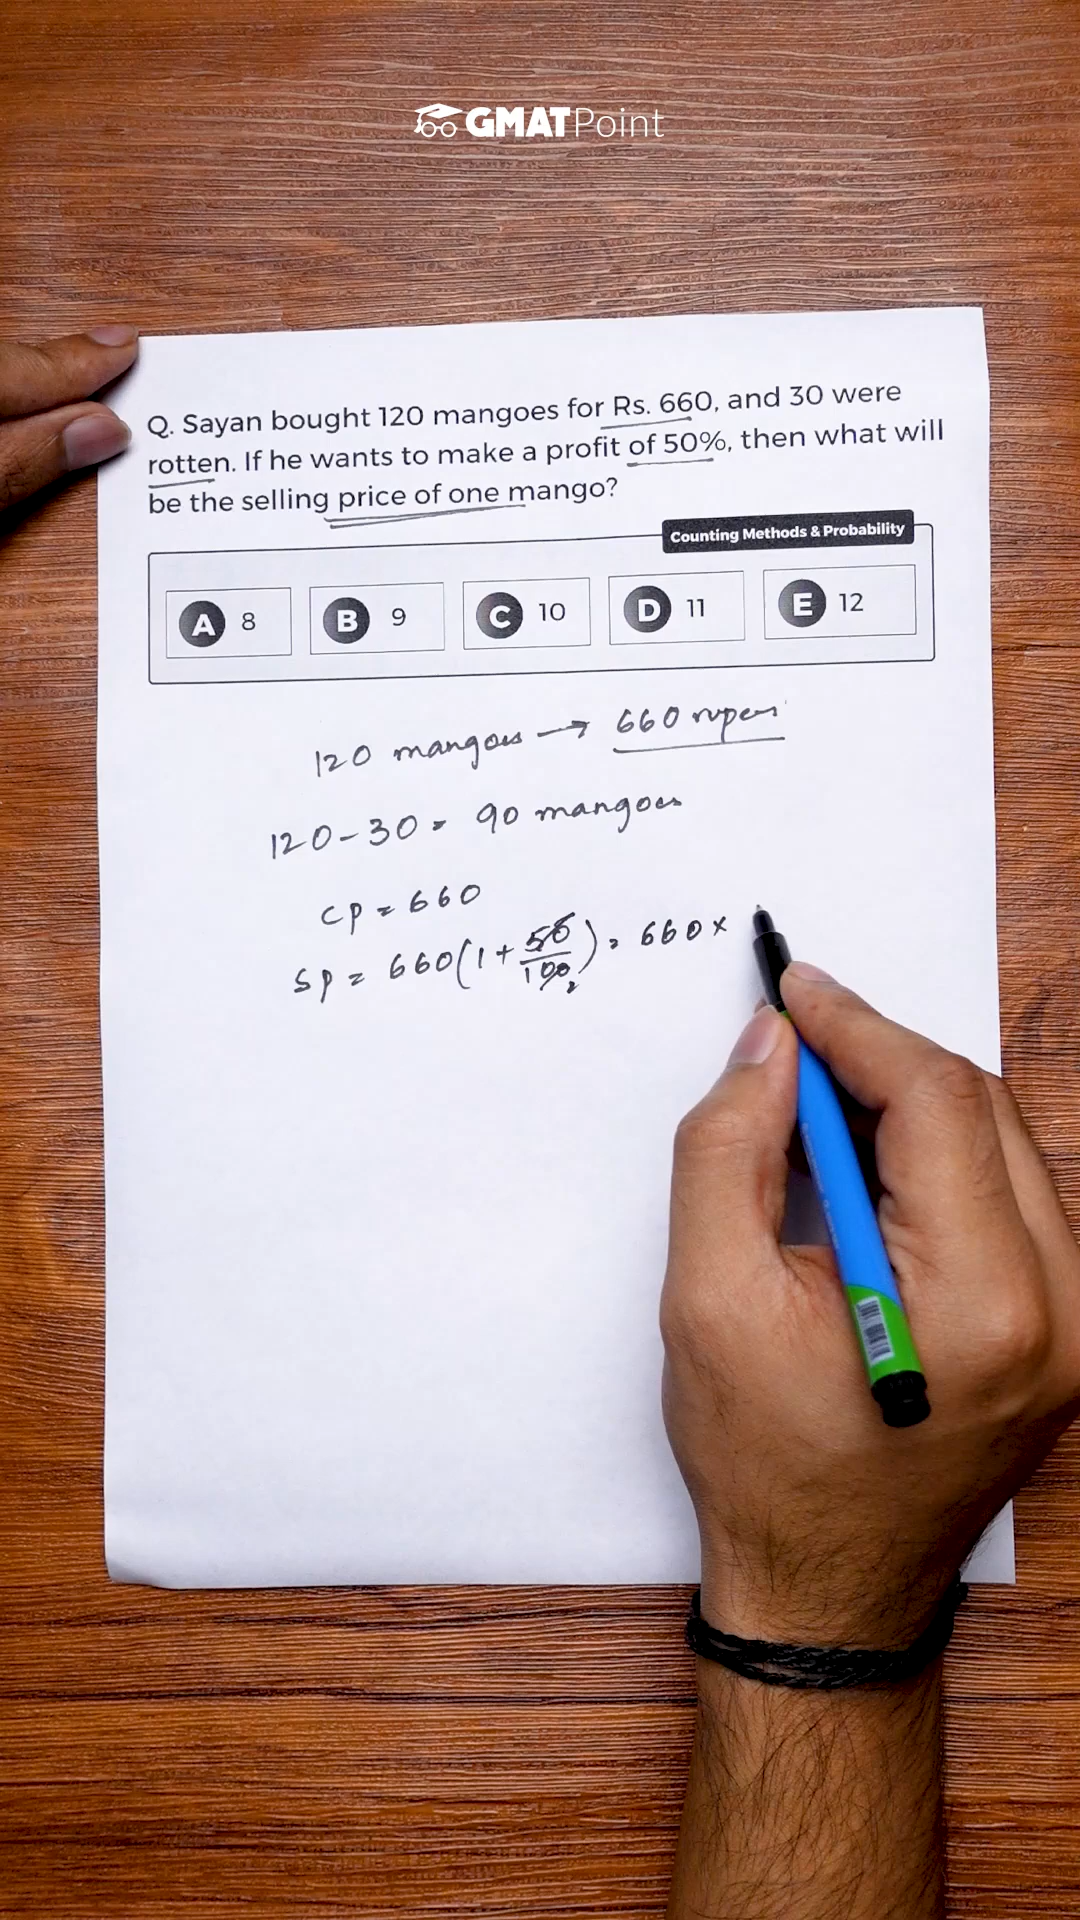 GMATPoint
Q. Sayan bought 120 mangoes for Rs. 660, and 30 were
rotten. If he wants to make a profit of 50%, then what will
be the selling price of one mango?
Counting Methods & Probability
A 8 B 9 C 10 D 11 E 12
120 mangoes → 660 rupees
120-30 = 90 mangoes
CP = 660
SP = 660(1+50/100 2) = 660×